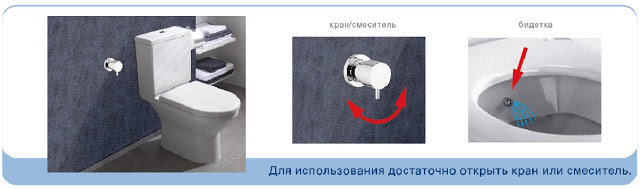 кран/смеситель
бидетка
Для использования достаточно открыть кран или смеситель.